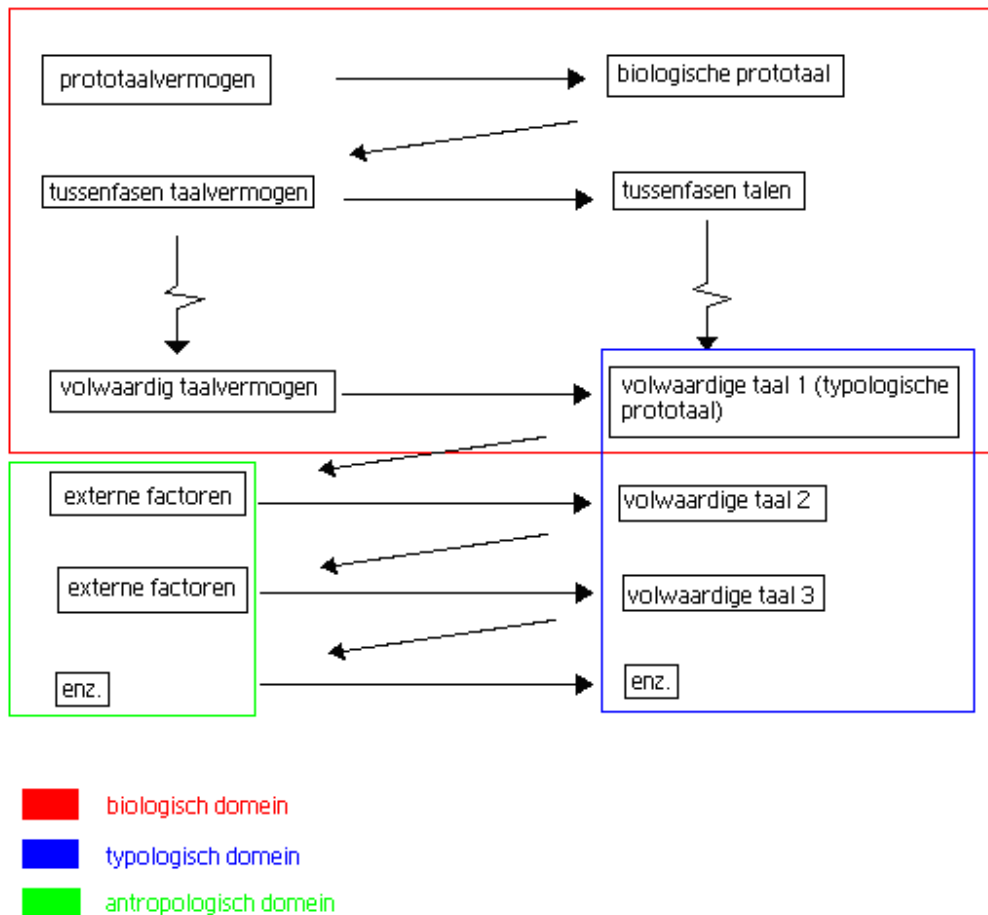 prototaalvermogen
biologische prototaal
tussenfasen taalvermogen
tussenfasen talen
volwaardig taalvermogen
volwaardige taal 1 (typologische
prototaal)
externe factoren
volwaardige taal 2
externe factoren
volwaardige taal 3
enz.
enz.
biologisch domein
typologisch domein
antropologisch domein